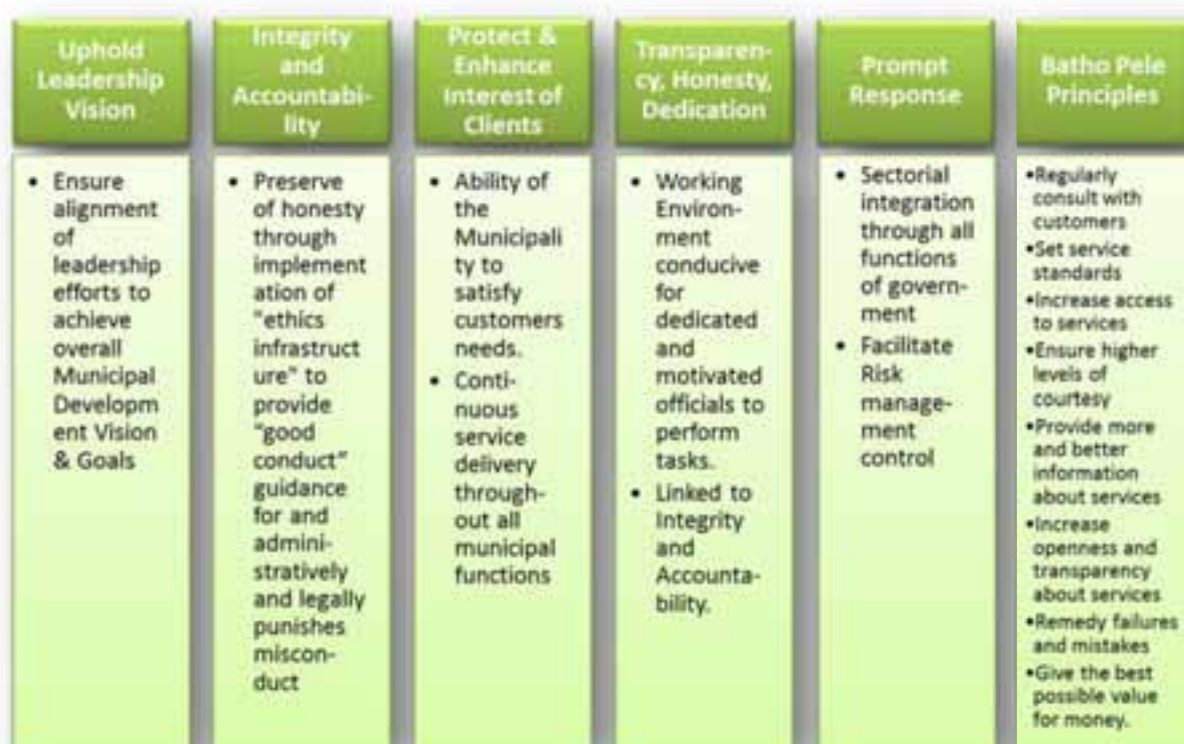 Uphold
Leadership
Vision
• Ensure
alignment
of
leadership
efforts to
achieve
overall
Municipal
Developm
ent Vision
& Goals
Integrity
and
Accountabi-
lity
• Preserve
of honesty
through
implement
ation of
"ethics
infrastruct
ure" to
provide
"good
conduct"
guidance
for and
admini-
stratively
and legally
punishes
miscon-
duct
Protect &
Enhance
Interest of
Clients
• Ability of
the
Municipali
ty to
satisfy
customers
needs.
• Conti-
nuous
service
delivery
through-
out all
municipal
functions
Transparen-
cy, Honesty,
Dedication
• Working
Environ-
ment
conducive
for
dedicated
and
motivated
officials to
perform
tasks.
• Linked to
Integrity
and
Accounta-
bility.
Prompt
Response
• Sectorial
integration
through all
functions
of govern-
ment
• Facilitate
Risk
manage-
ment
control
Batho Pele
Principles
•Regularly
consult with
customers
•Set service
standards
•Increase access
to services
•Ensure higher
levels of
courtesy
•Provide more
and better
information
about services
•Increase
openness and
transparency
about services
•Remedy failures
and mistakes
•Give the best
possible value
for money.